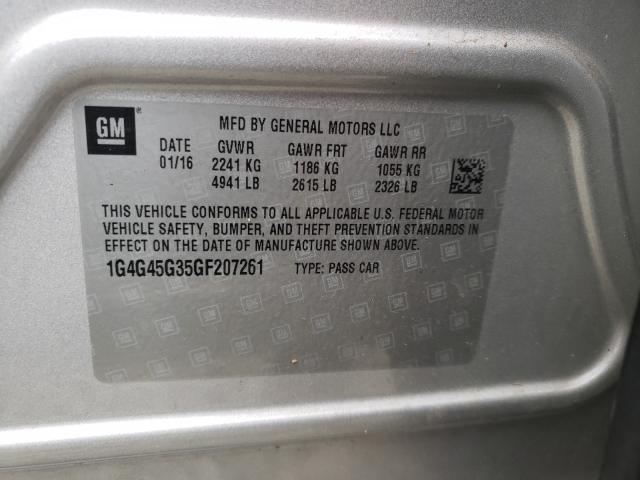 GM
MFD BY GENERAL MOTORS LLC
DATE GVWR GAWR FRT GAWR RR
01/16 2241 KG 1186 KG 1055 KG
4941 LB 2615 LB 2326 LB
THIS VEHICLE CONFORMS TO ALL APPLICABLE U.S. FEDERAL MOTOR
VEHICLE SAFETY, BUMPER, AND THEFT PREVENTION STANDARDS IN
EFFECT ON THE DATE OF MANUFACTURE SHOWN ABOVE.
1G4G45G35GF207261 TYPE: PASS CAR